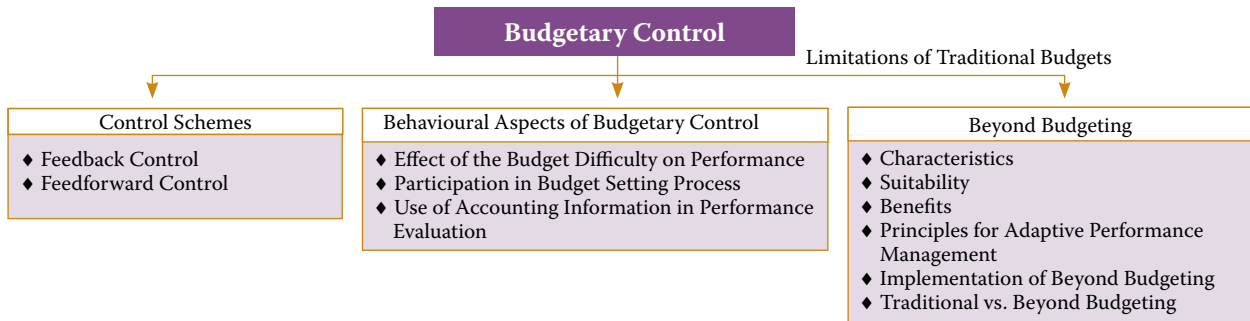 Budgetary Control
Limitations of Traditional Budgets
Control Schemes
♦ Feedback Control
♦ Feedforward Control
Behavioural Aspects of Budgetary Control
♦ Effect of the Budget Difficulty on Performance
♦ Participation in Budget Setting Process
♦ Use of Accounting Information in Performance
Evaluation
Beyond Budgeting
♦ Characteristics
♦ Suitability
♦ Benefits
♦ Principles for Adaptive Performance
Management
♦ Implementation of Beyond Budgeting
♦ Traditional vs. Beyond Budgeting